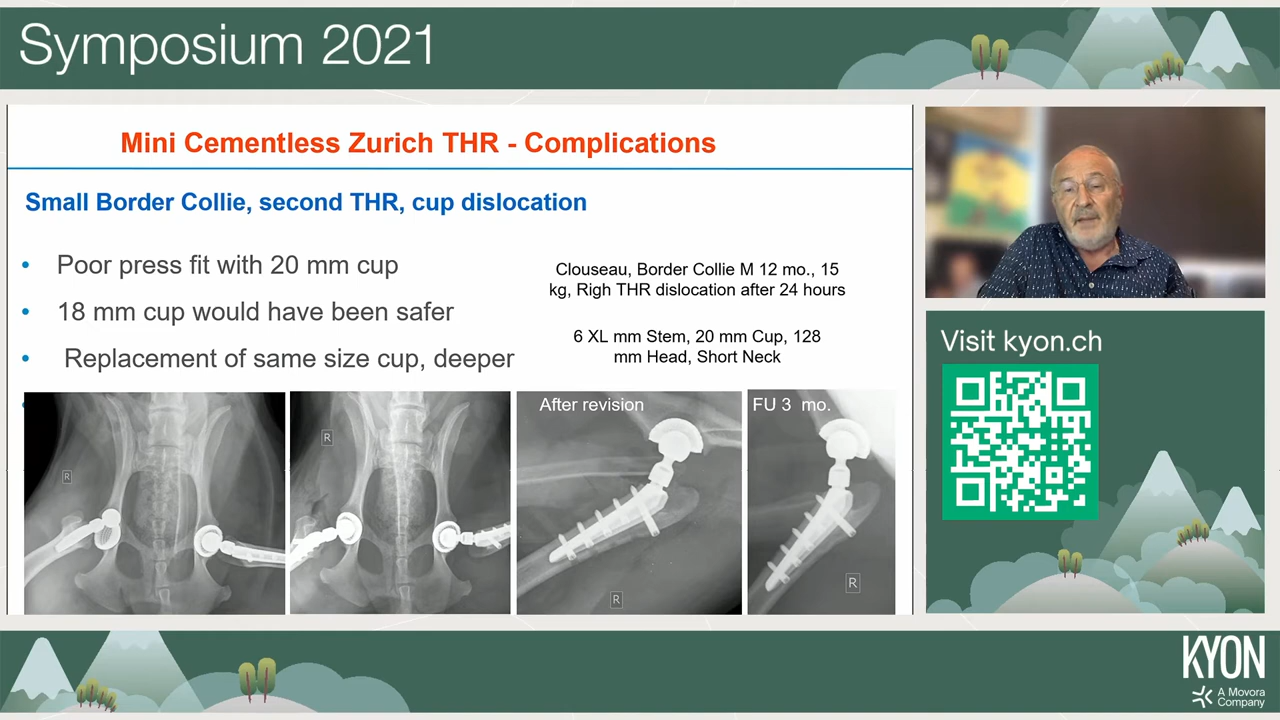 Symposium 2021
Mini Cementless Zurich THR - Complications
Small Border Collie, second THR, cup dislocation
• Poor press fit with 20 mm cup
• 18 mm cup would have been safer
• Replacement of same size cup, deeper
Clouseau, Border Collie M 12 mo., 15
kg, Righ THR dislocation after 24 hours
6 XL mm Stem, 20 mm Cup, 128
mm Head, Short Neck
R
R
After revision
R
FU 3 mo.
R
Visit kyon.ch
KYON
A Movora
Company